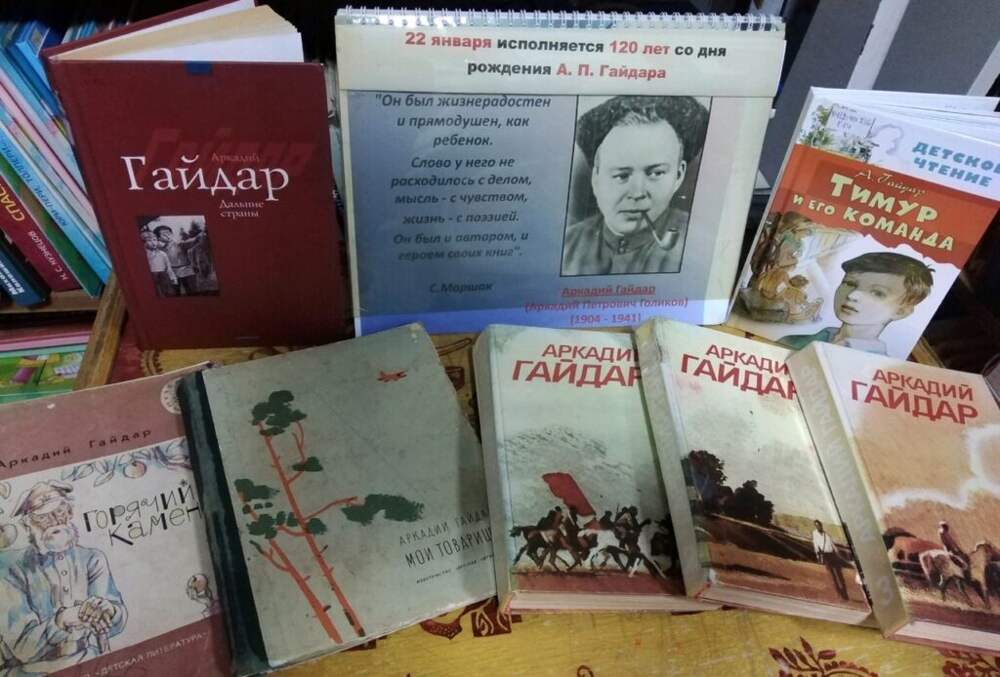 22 января исполняется 120 лет со дня
рождения А. П. Гайдара
"Он был жизнерадостен
и прямодушен, как
ребенок.
Слово у него не
расходилось с делом,
мысль - с чувством,
жизнь - с поэзией.
Он был и автором, и
героем своих книг".
С.Маршак
Аркадий Гайдар
(Аркадий Петрович Голиков)
(1904 - 1941)
Аркадий
Гайдар
Дальние
страны
ДЕТСКОЕ
ЧТЕНИЕ
А. Гайдар
ТИМУР
И ЕГО КОМАНДА
Н. С. КУЗНЕЦОВ
Аркадий Гайдар
ГОРЯЧИЙ
КАМЕН
"ДЕТСКАЯ ЛИТЕРАТУРА"
АРКАДИЙ ГАЙДА
МОИ ТОВАРИЩ
АРКАДИЙ
ГАЙДАР
АРКАДИЙ
ГАЙДАР
АРКАДИЙ
ГАЙДАР